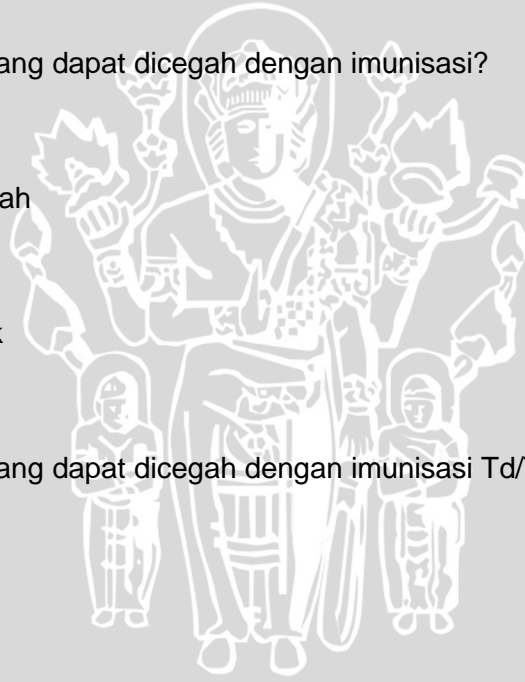 ang dapat dicegah dengan imunisasi?
ah
k
ang dapat dicegah dengan imunisasi Td/